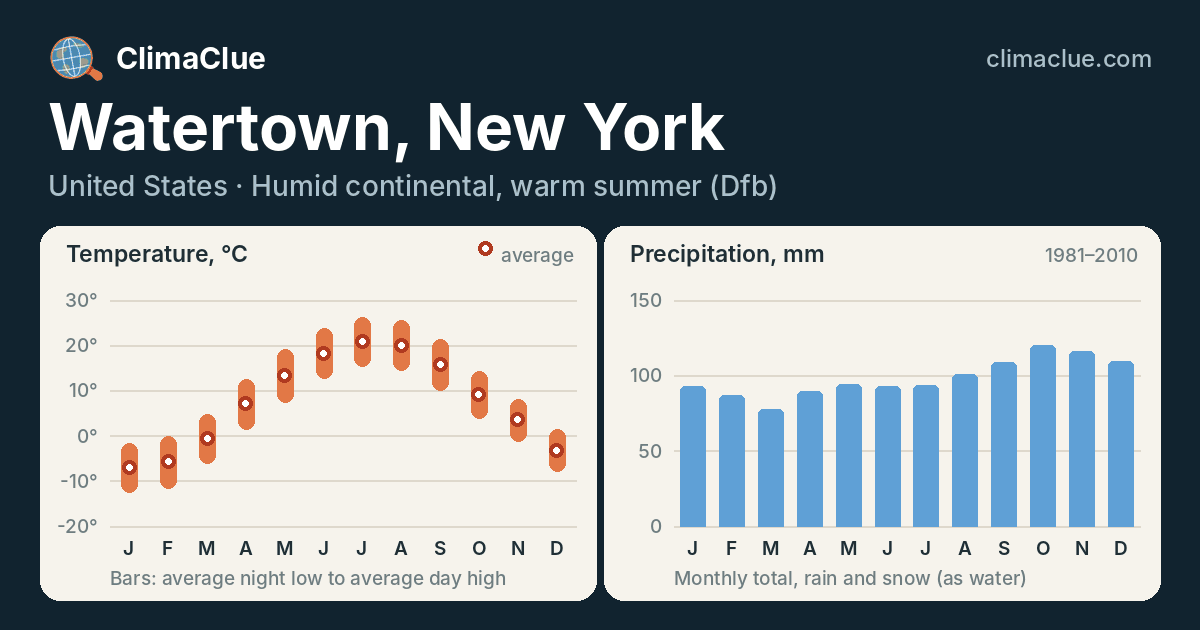 ClimaClue
climaclue.com
Watertown, New York
United States · Humid continental, warm summer (Dfb)
Temperature, °C
average
30°
20°
10°
0°
-10°
-20°
J F M A M J J A S O N D
Bars: average night low to average day high
Precipitation, mm
1981–2010
150
100
50
0
J F M A M J J A S O N D
Monthly total, rain and snow (as water)